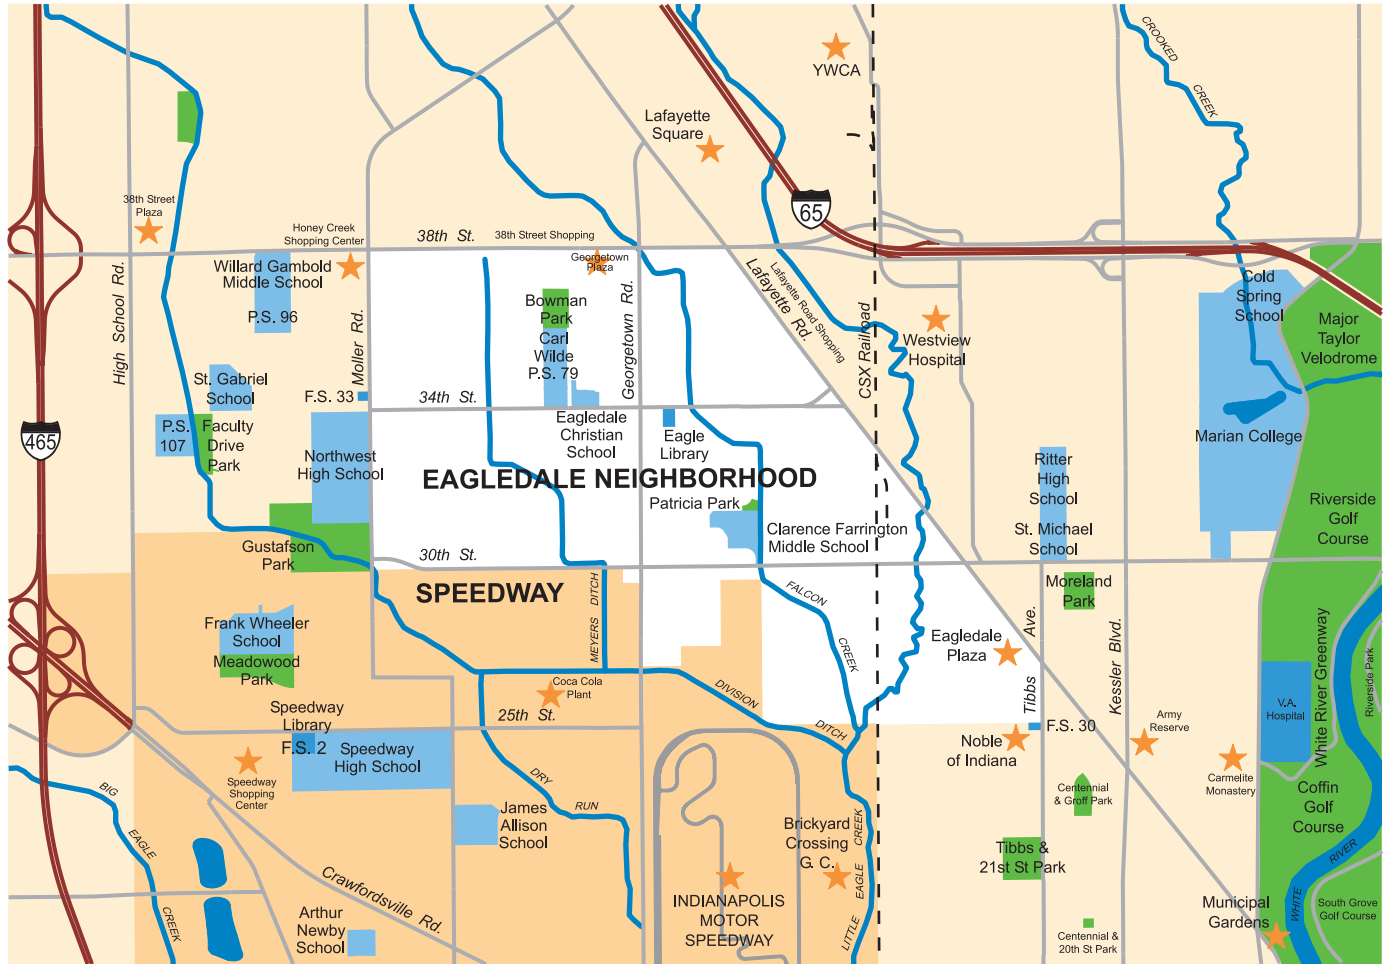 CROOKED
CREEK
YWCA
Lafayette
Square
65
38th Street
Plaza
Honey Creek
Shopping Center
38th St.
38th Street Shopping
Georgetown
Plaza
Willard Gambold
Middle School
P.S. 96
High School Rd.
Moller Rd.
Bowman
Park
Carl
Wilde
P.S. 79
Georgetown Rd.
Lafayette Rd.
Lafayette Road Shopping
CSX Railroad
Westview
Hospital
Cold
Spring
School
Major
Taylor
Velodrome
St. Gabriel
School
F.S. 33
34th St.
465
P.S.
107
Faculty
Drive
Park
Northwest
High School
Eagledale
Christian
School
Eagle
Library
Marian College
EAGLEDALE NEIGHBORHOOD
Ritter
High
School
St. Michael
School
Patricia Park
Clarence Farrington
Middle School
Riverside
Golf
Course
Gustafson
Park
30th St.
SPEEDWAY
MEYERS DITCH
FALCON
CREEK
Moreland
Park
Tibbs Ave.
Kessler Blvd.
Frank Wheeler
School
Meadowood
Park
Eagledale
Plaza
White River Greenway
Riverside Park
Coca Cola
Plant
DIVISION
DITCH
25th St.
Speedway
Library
F.S. 2
Speedway
High School
F.S. 30
Noble
of Indiana
Army
Reserve
V.A.
Hospital
Carmelite
Monastery
Speedway
Shopping
Center
BIG
EAGLE
CREEK
DRY
RUN
James
Allison
School
Brickyard
Crossing
G. C.
LITTLE EAGLE CREEK
Centennial
& Groff Park
Coffin
Golf
Course
Tibbs &
21st St Park
WHITE
RIVER
Crawfordsville Rd.
INDIANAPOLIS
MOTOR
SPEEDWAY
Arthur
Newby
School
Centennial &
20th St Park
Municipal
Gardens
South Grove
Golf Course